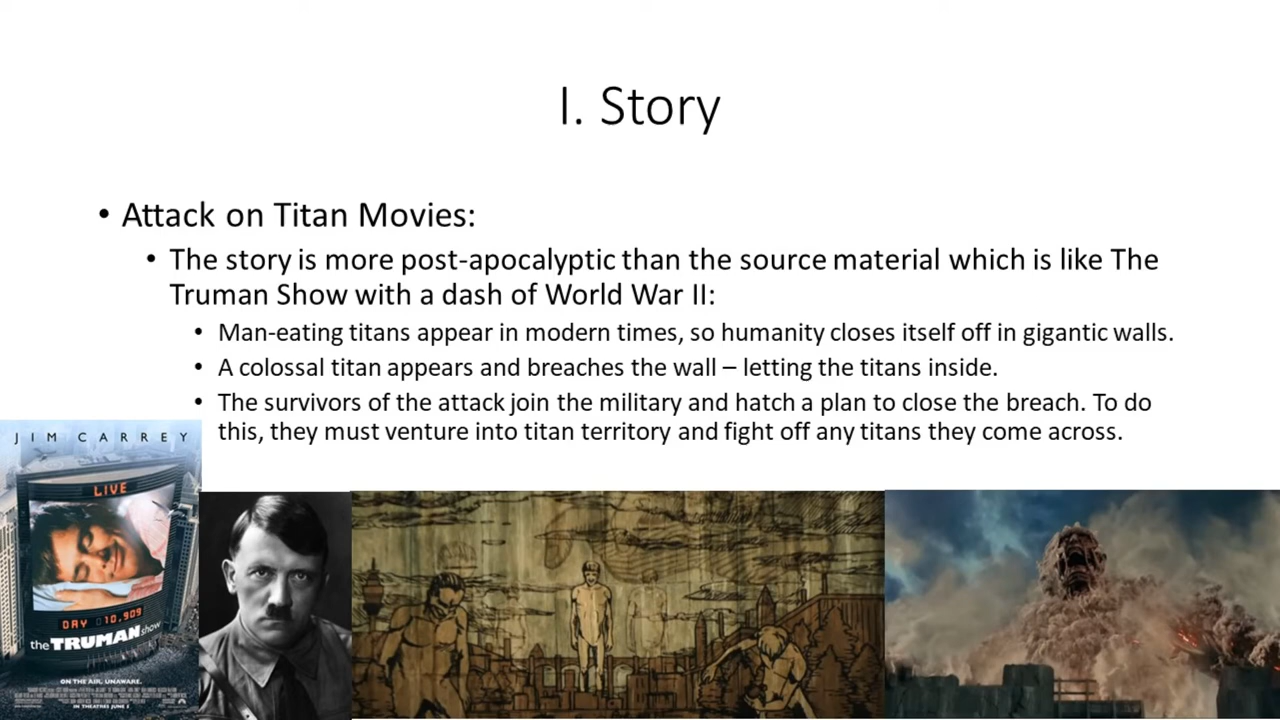 I. Story
• Attack on Titan Movies:
• The story is more post-apocalyptic than the source material which is like The
Truman Show with a dash of World War II:
• Man-eating titans appear in modern times, so humanity closes itself off in gigantic walls.
• A colossal titan appears and breaches the wall – letting the titans inside.
• The survivors of the attack join the military and hatch a plan to close the breach. To do
this, they must venture into titan territory and fight off any titans they come across.
JIM CARREY
LIVE
DAY 10,909
the TRUMAN show
ON THE AIR. UNAWARE.
IN THEATRES JUNE 5